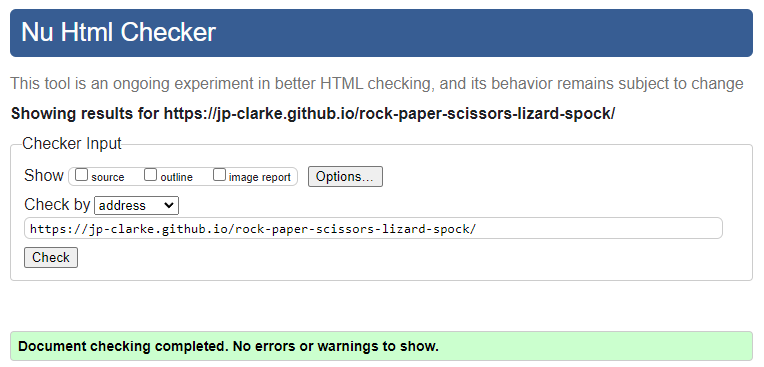 Nu Html Checker
This tool is an ongoing experiment in better HTML checking, and its behavior remains subject to change
Showing results for https://jp-clarke.github.io/rock-paper-scissors-lizard-spock/
Checker Input
Show source outline image report Options...
Check by address
https://jp-clarke.github.io/rock-paper-scissors-lizard-spock/
Check
Document checking completed. No errors or warnings to show.